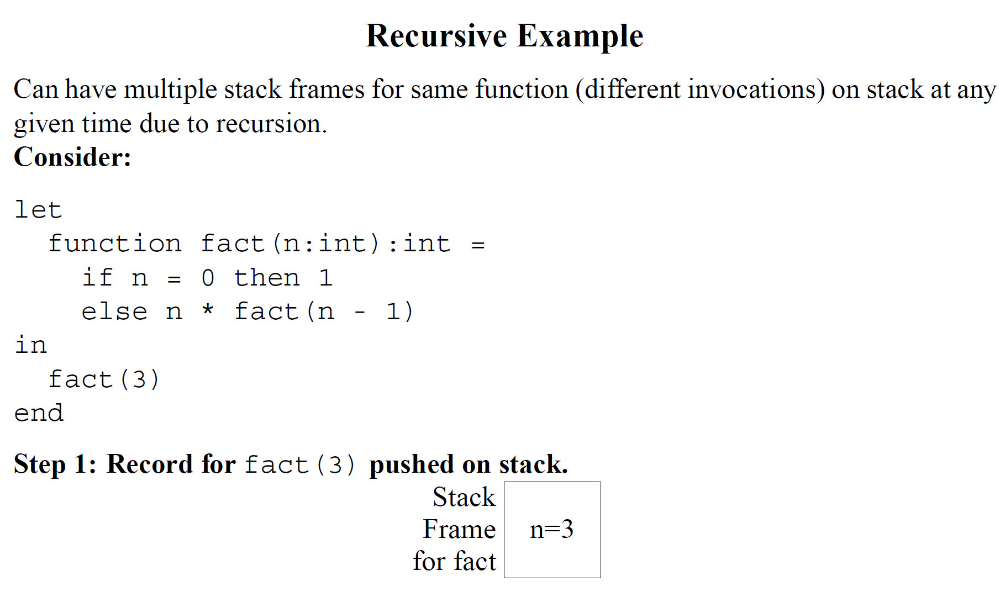 Recursive Example
Can have multiple stack frames for same function (different invocations) on stack at any
given time due to recursion.
Consider:
let
  function fact(n:int):int =
    if n = 0 then 1
    else n * fact(n - 1)
in
  fact(3)
end
Step 1: Record for fact(3) pushed on stack.
Stack
Frame n=3
for fact